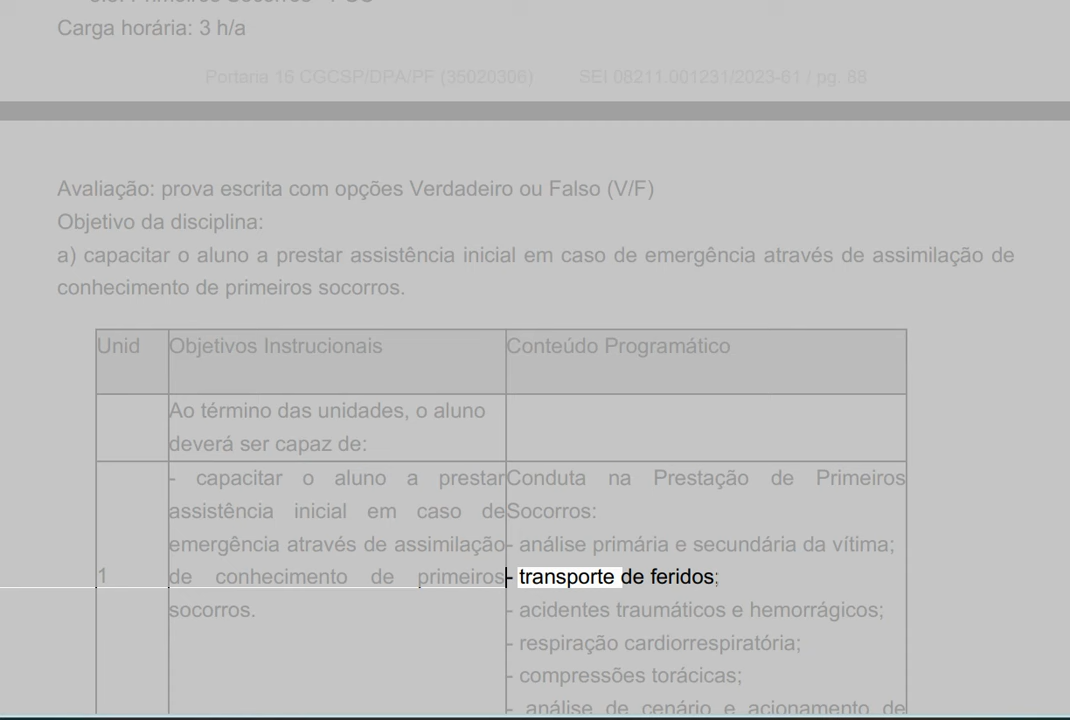 Carga horária: 3 h/a
Portaria 16 CGCSP/DPA/PF (35020306) SEI 08211.001231/2023-61 / pg. 88
Avaliação: prova escrita com opções Verdadeiro ou Falso (V/F)
Objetivo da disciplina:
a) capacitar o aluno a prestar assistência inicial em caso de emergência através de assimilação de
conhecimento de primeiros socorros.
Unid
Objetivos Instrucionais
Conteúdo Programático
Ao término das unidades, o aluno
deverá ser capaz de:
1
- capacitar o aluno a prestar
assistência inicial em caso de
emergência através de assimilação
de conhecimento de primeiros
socorros.
Conduta na Prestação de Primeiros
Socorros:
- análise primária e secundária da vítima;
- transporte de feridos;
- acidentes traumáticos e hemorrágicos;
- respiração cardiorrespiratória;
- compressões torácicas;
- análise de cenário e acionamento de